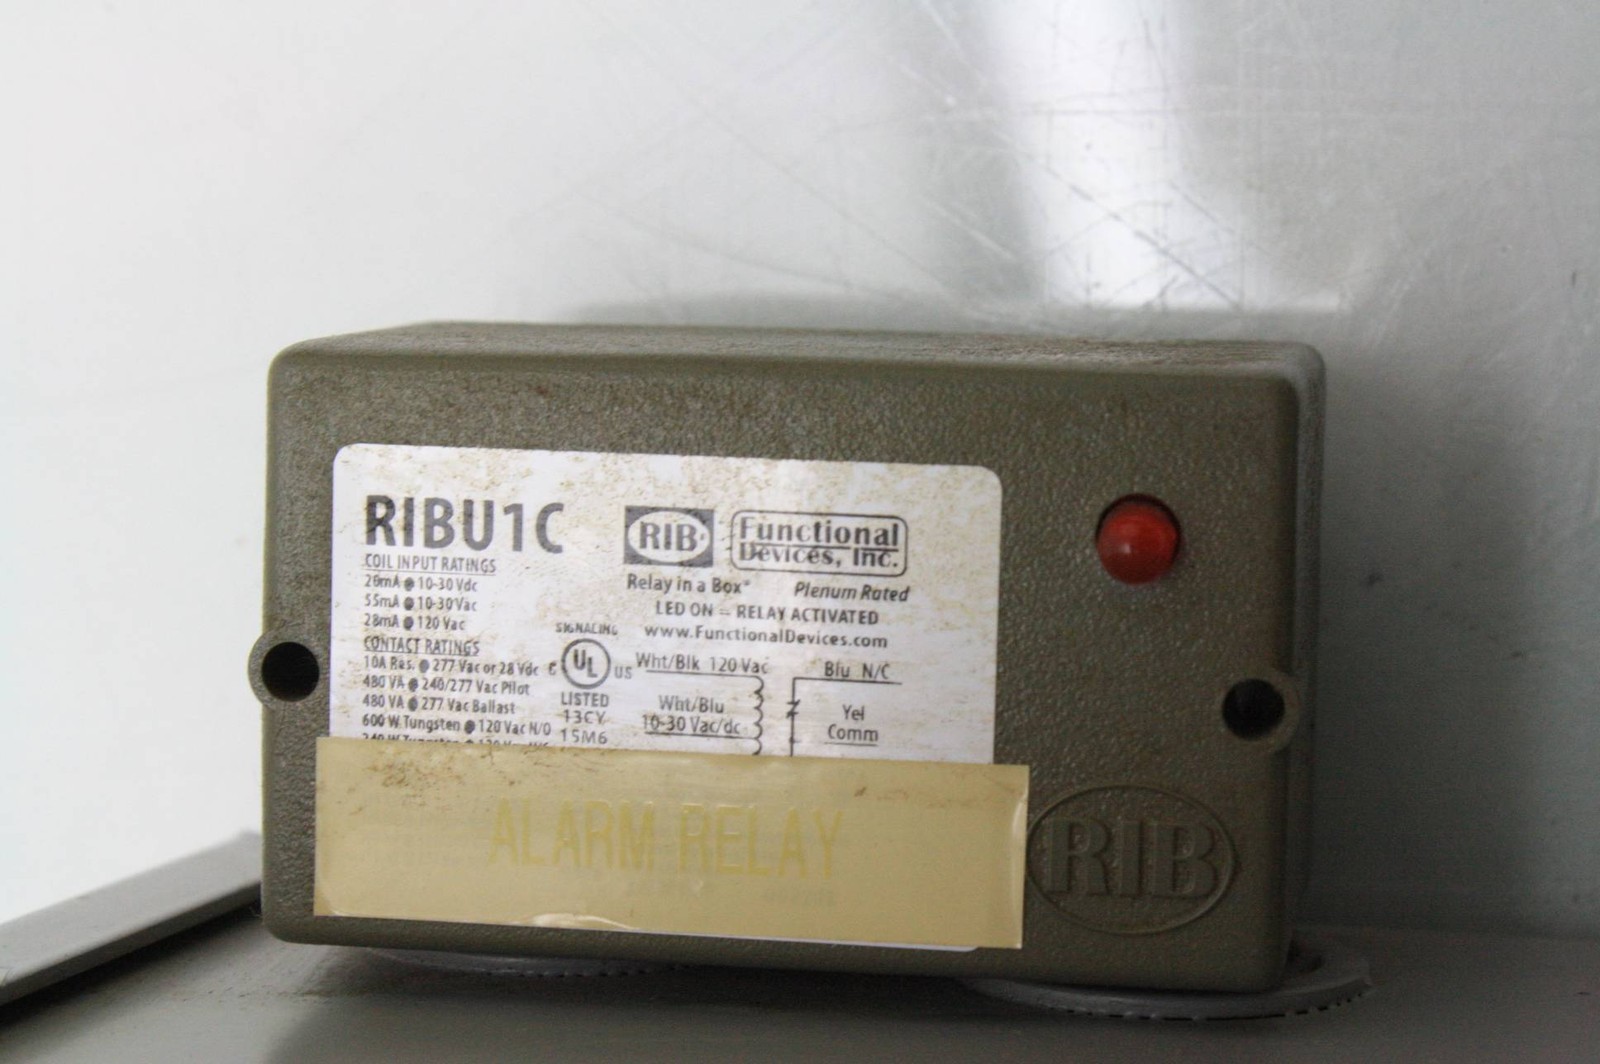 RIBU1C
COIL INPUT RATINGS
20mA @ 10-30 Vdc
55mA @ 10-30 Vac
28mA @ 120 Vac
CONTACT RATINGS
10A Res. @ 277 Vac or 28 Vdc
480 VA @ 240/277 Vac Pilot
480 VA @ 277 Vac Ballast
600 W Tungsten @ 120 Vac N/O
240 W Tungsten @ 120 Vac N/C
SIGNALING
C UL US
LISTED
13CY
15M6
RIB
Functional
Devices, Inc.
Relay in a Box® Plenum Rated
LED ON = RELAY ACTIVATED
www.FunctionalDevices.com
Wht/Blk 120 Vac
Wht/Blu
10-30 Vac/dc
Blu N/C
Yel
Comm
ALARM RELAY
RIB